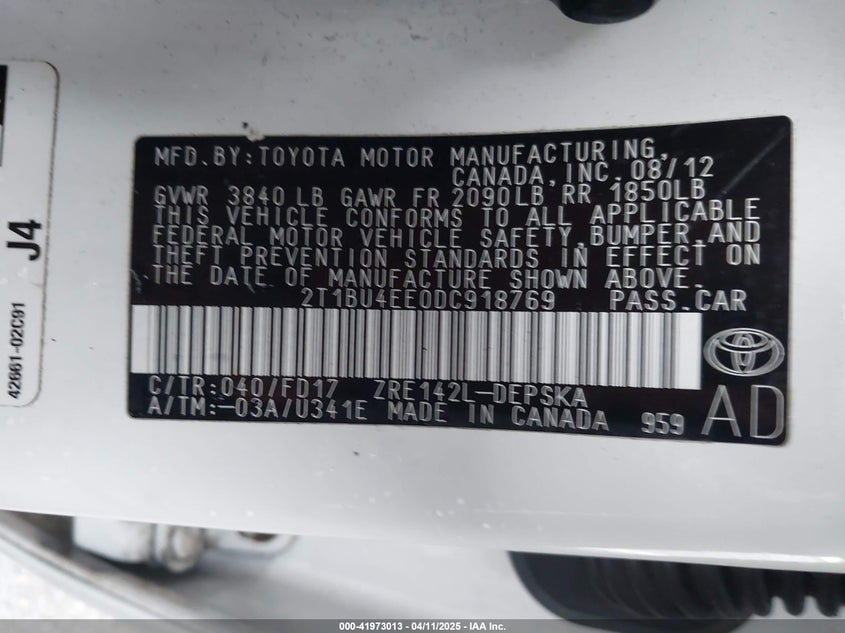 MFD.BY:TOYOTA MOTOR MANUFACTURING,
CANADA, INC. 08/12
GVWR 3840 LB GAWR FR 2090LB RR 1850LB
THIS VEHICLE CONFORMS TO ALL APPLICABLE
FEDERAL MOTOR VEHICLE SAFETY,BUMPER,AND
THEFT PREVENTION STANDARDS IN EFFECT ON
THE DATE OF MANUFACTURE SHOWN ABOVE.
2T1BU4EE0DC918769 PASS.CAR
C/TR:040/FD17 ZRE142L-DEPSKA
A/TM:-03A/U341E MADE IN CANADA 959
AD
J4
42661-02C91
000-41973013 - 04/11/2025 - IAA Inc.